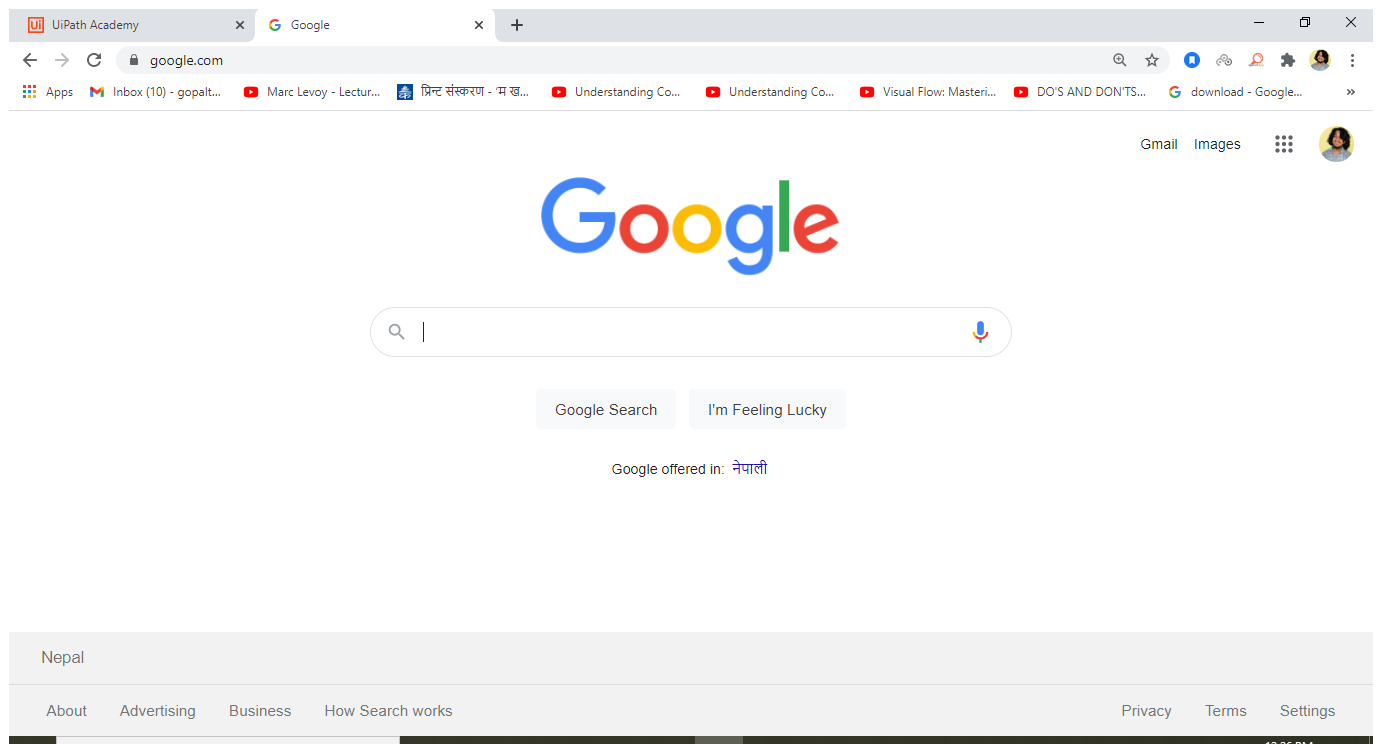 Ui UiPath Academy Google
google.com
Apps Inbox (10) - gopalt... Marc Levoy - Lectur... प्रिन्ट संस्करण - 'म ख... Understanding Co... Understanding Co... Visual Flow: Masteri... DO'S AND DON'TS... download - Google... »
Gmail Images
Google
Google Search I'm Feeling Lucky
Google offered in: नेपाली
Nepal
About Advertising Business How Search works Privacy Terms Settings